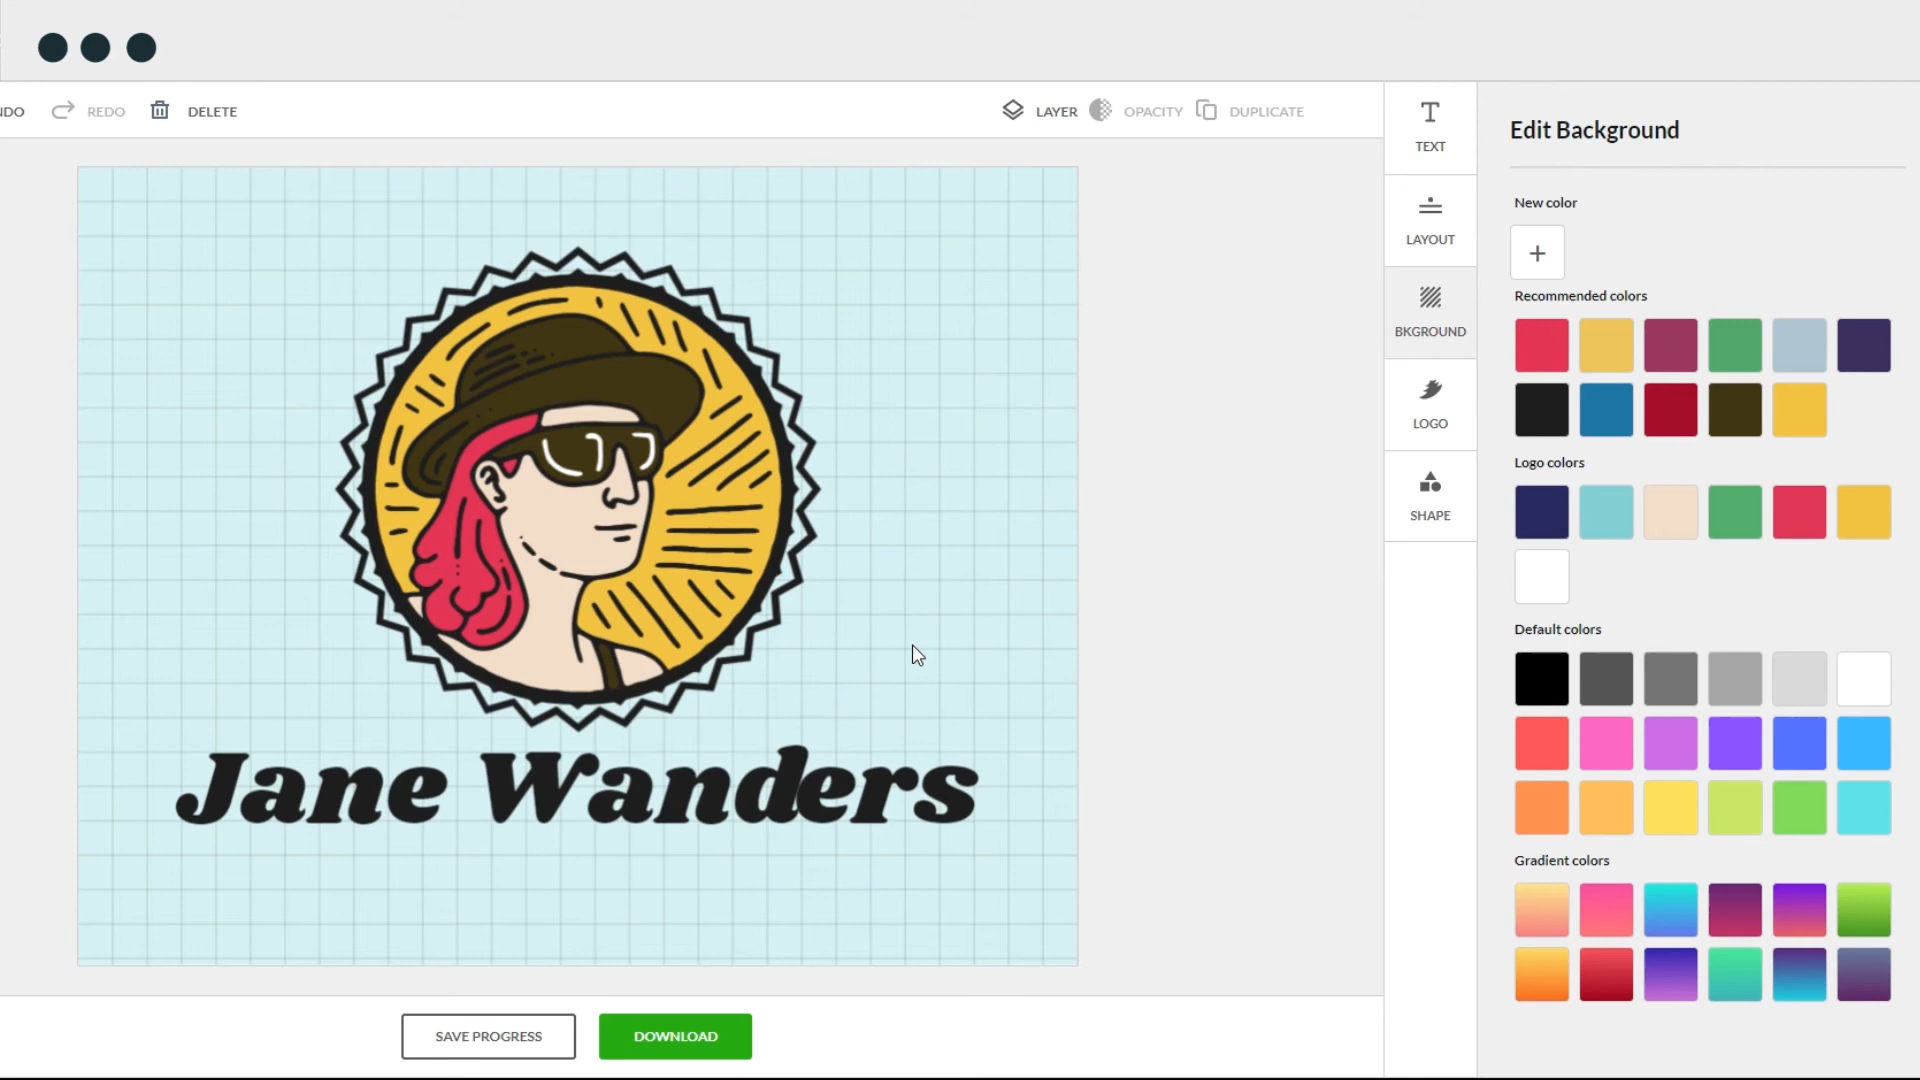 NDO REDO DELETE LAYER OPACITY DUPLICATE
TEXT
LAYOUT
BKGROUND
LOGO
SHAPE
Edit Background
New color
Recommended colors
Logo colors
Default colors
Gradient colors
Jane Wanders
SAVE PROGRESS DOWNLOAD